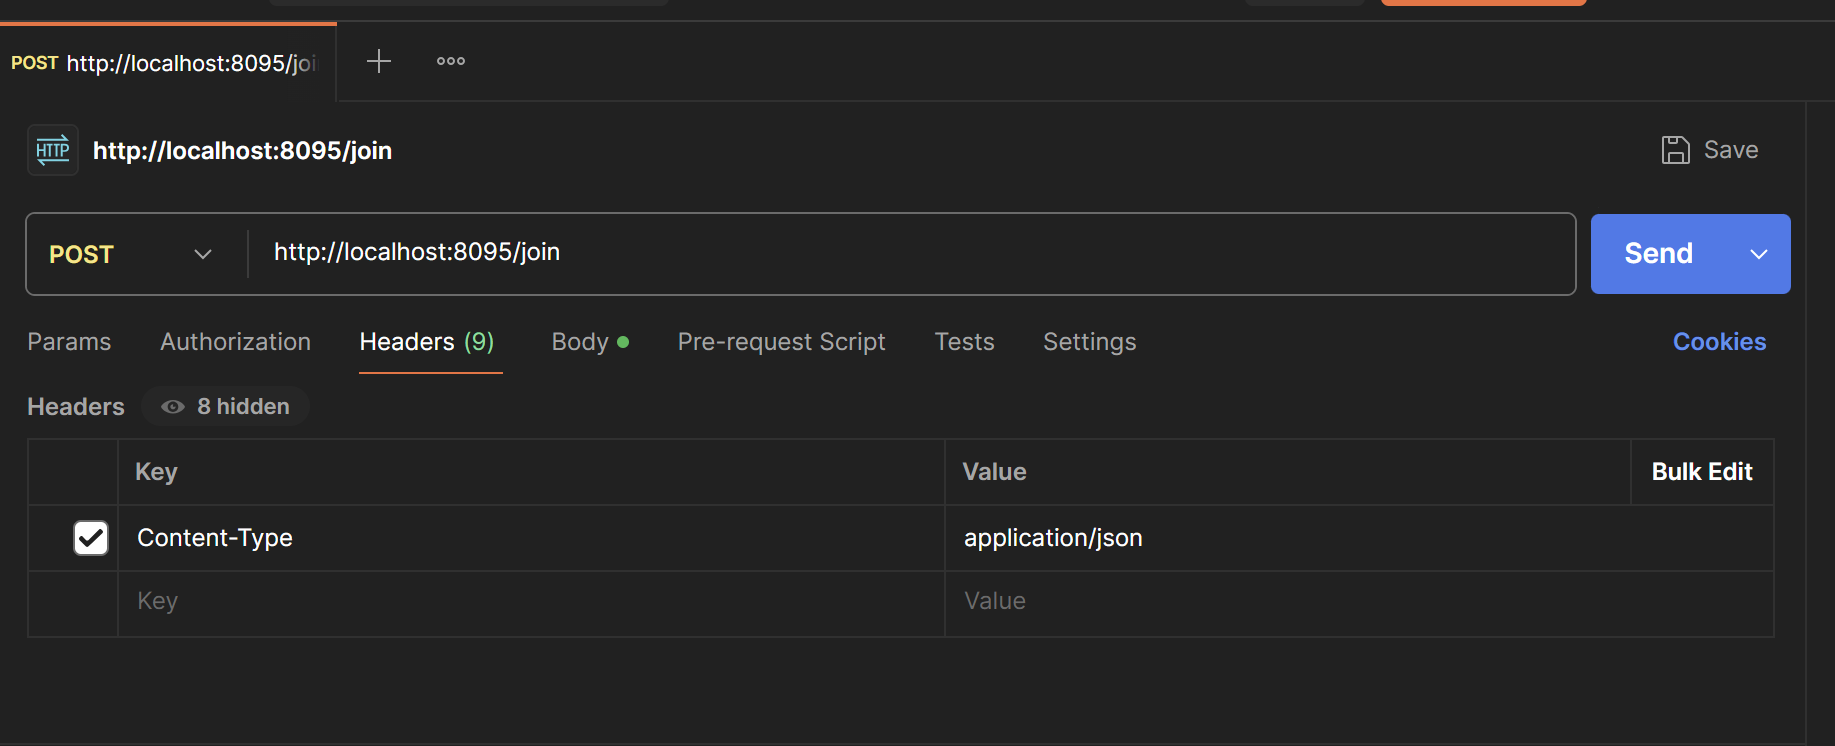 POST http://localhost:8095/joi
HTTP http://localhost:8095/join
Save
POST http://localhost:8095/join
Send
Params Authorization Headers (9) Body Pre-request Script Tests Settings Cookies
Headers 8 hidden
Key Value Bulk Edit
Content-Type application/json
Key Value